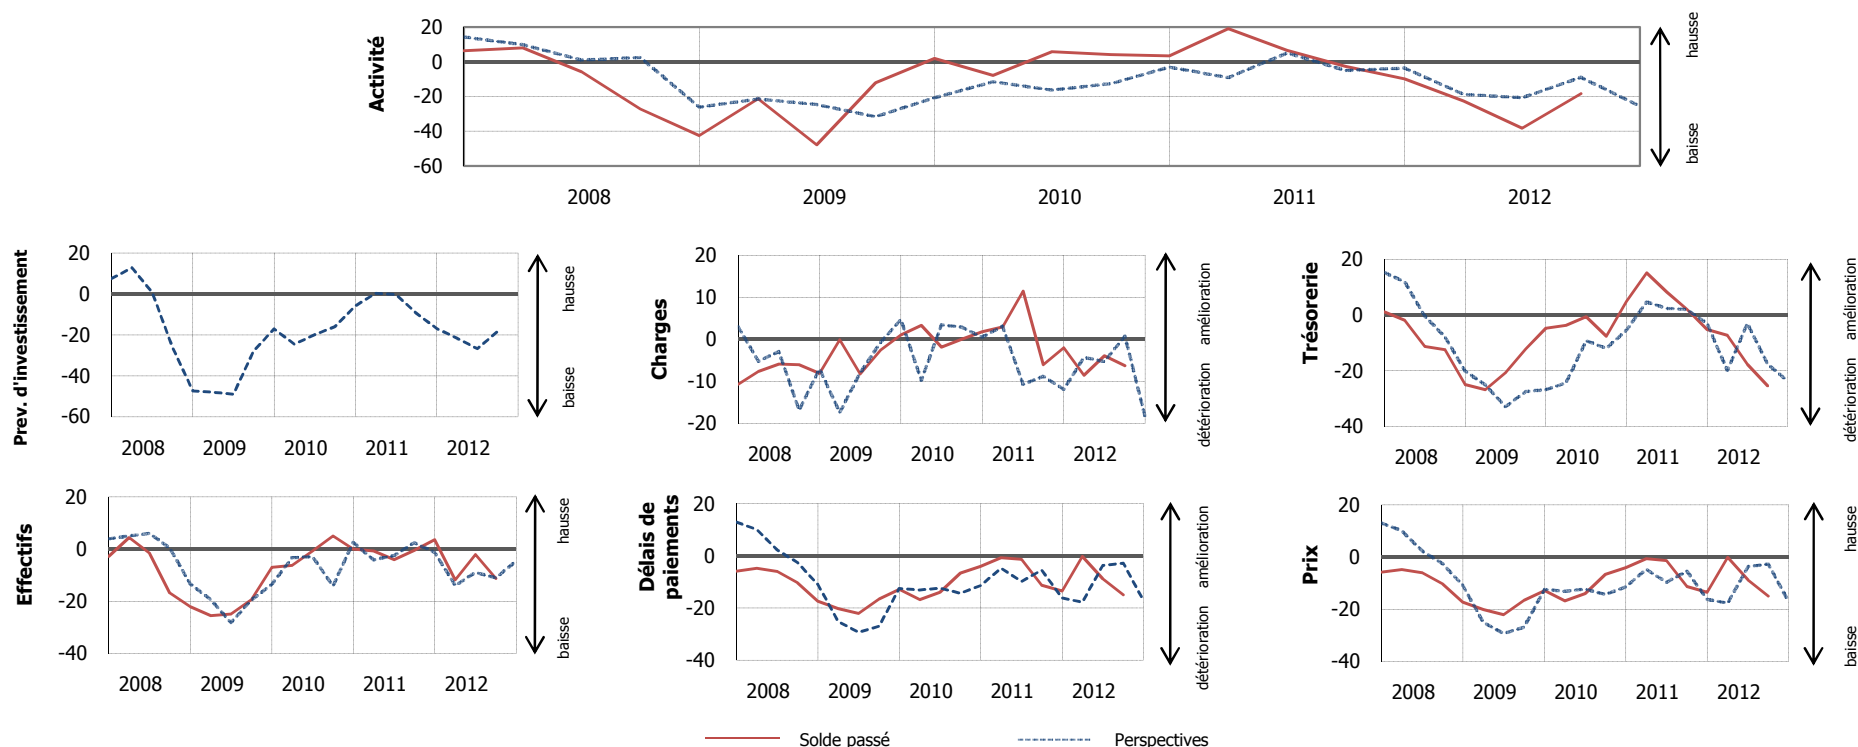 Activité
20
0
-20
-40
-60
2008 2009 2010 2011 2012
hausse
baisse
Prev. d'investissement
20
0
-20
-40
-60
2008 2009 2010 2011 2012
hausse
baisse
Charges
20
10
0
-10
-20
2008 2009 2010 2011 2012
amélioration
détérioration
Trésorerie
20
0
-20
-40
2008 2009 2010 2011 2012
amélioration
détérioration
Effectifs
20
0
-20
-40
2008 2009 2010 2011 2012
hausse
baisse
Délais de
paiements
20
0
-20
-40
2008 2009 2010 2011 2012
amélioration
détérioration
Prix
20
0
-20
-40
2008 2009 2010 2011 2012
hausse
baisse
Solde passé Perspectives